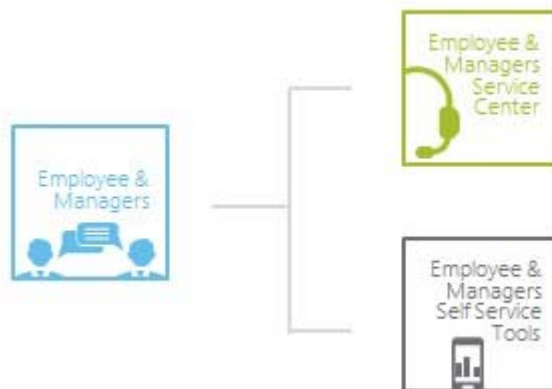 Employee &
Managers
Employee &
Managers
Service
Center
Employee &
Managers
Self Service
Tools